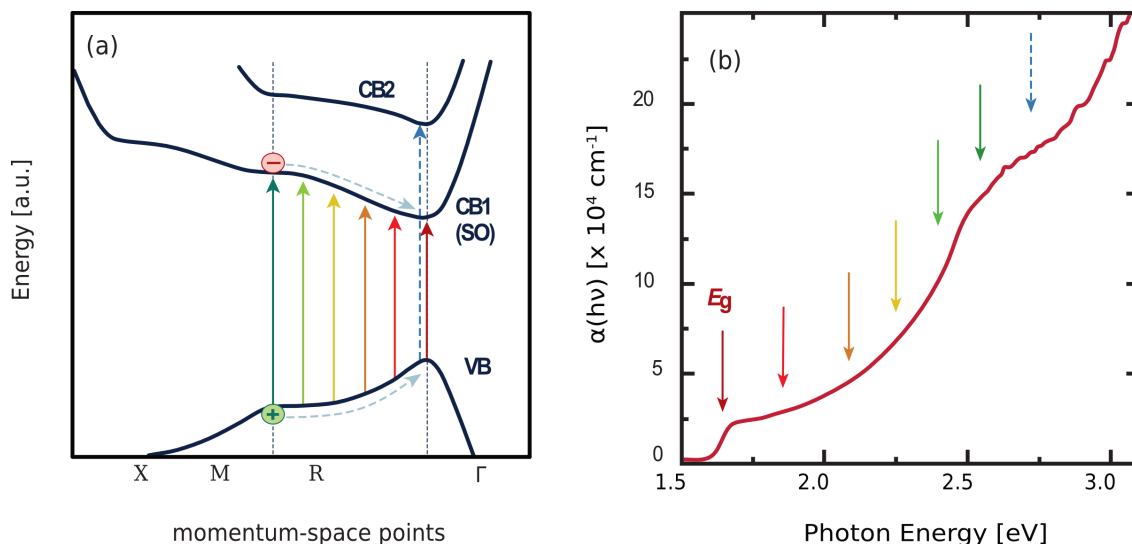 (a)
CB2
CB1
(SO)
VB
−
+
Energy [a.u.]
X M R Γ
momentum-space points
(b)
Eg
α(hν) [x 10⁴ cm⁻¹]
20
15
10
5
0
1.5 2.0 2.5 3.0
Photon Energy [eV]